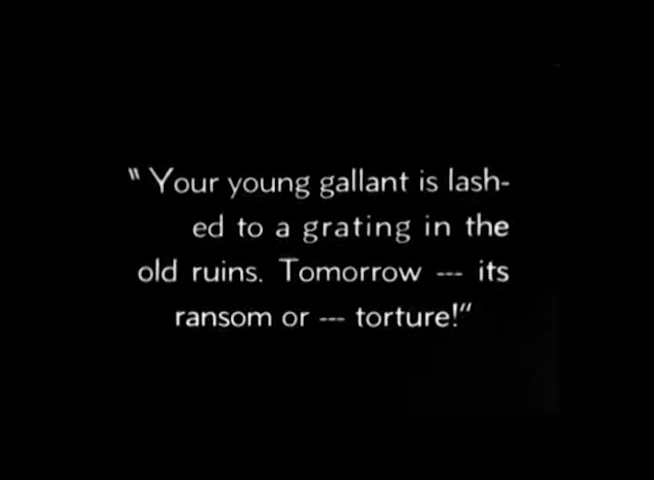 " Your young gallant is lash-
ed to a grating in the
old ruins. Tomorrow --- its
ransom or --- torture!"